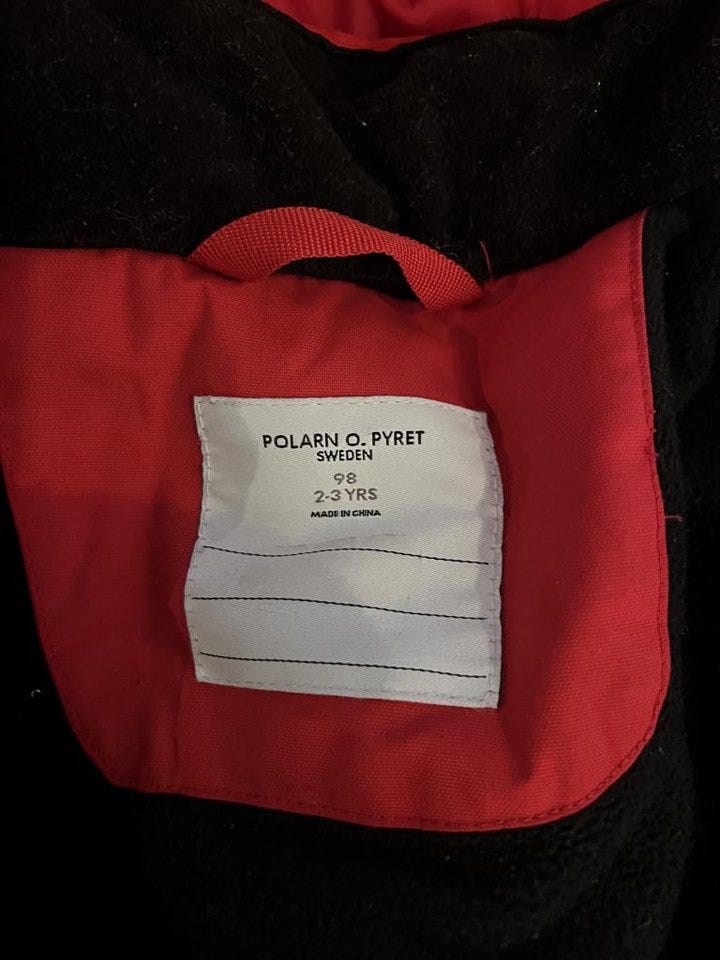 POLARN O. PYRET
SWEDEN
98
2-3 YRS
MADE IN CHINA